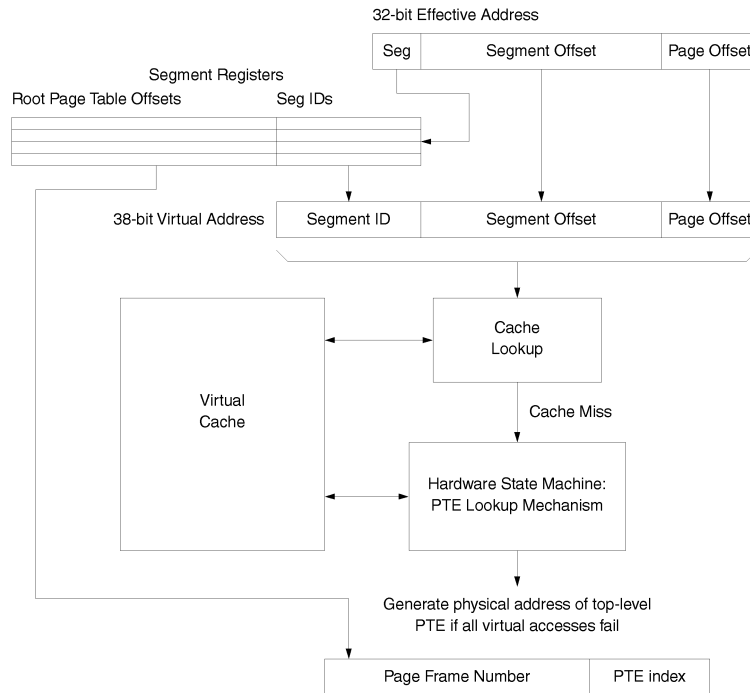 32-bit Effective Address
Seg
Segment Offset
Page Offset
Segment Registers
Root Page Table Offsets
Seg IDs
38-bit Virtual Address
Segment ID
Segment Offset
Page Offset
Cache
Lookup
Virtual
Cache
Cache Miss
Hardware State Machine:
PTE Lookup Mechanism
Generate physical address of top-level
PTE if all virtual accesses fail
Page Frame Number
PTE index